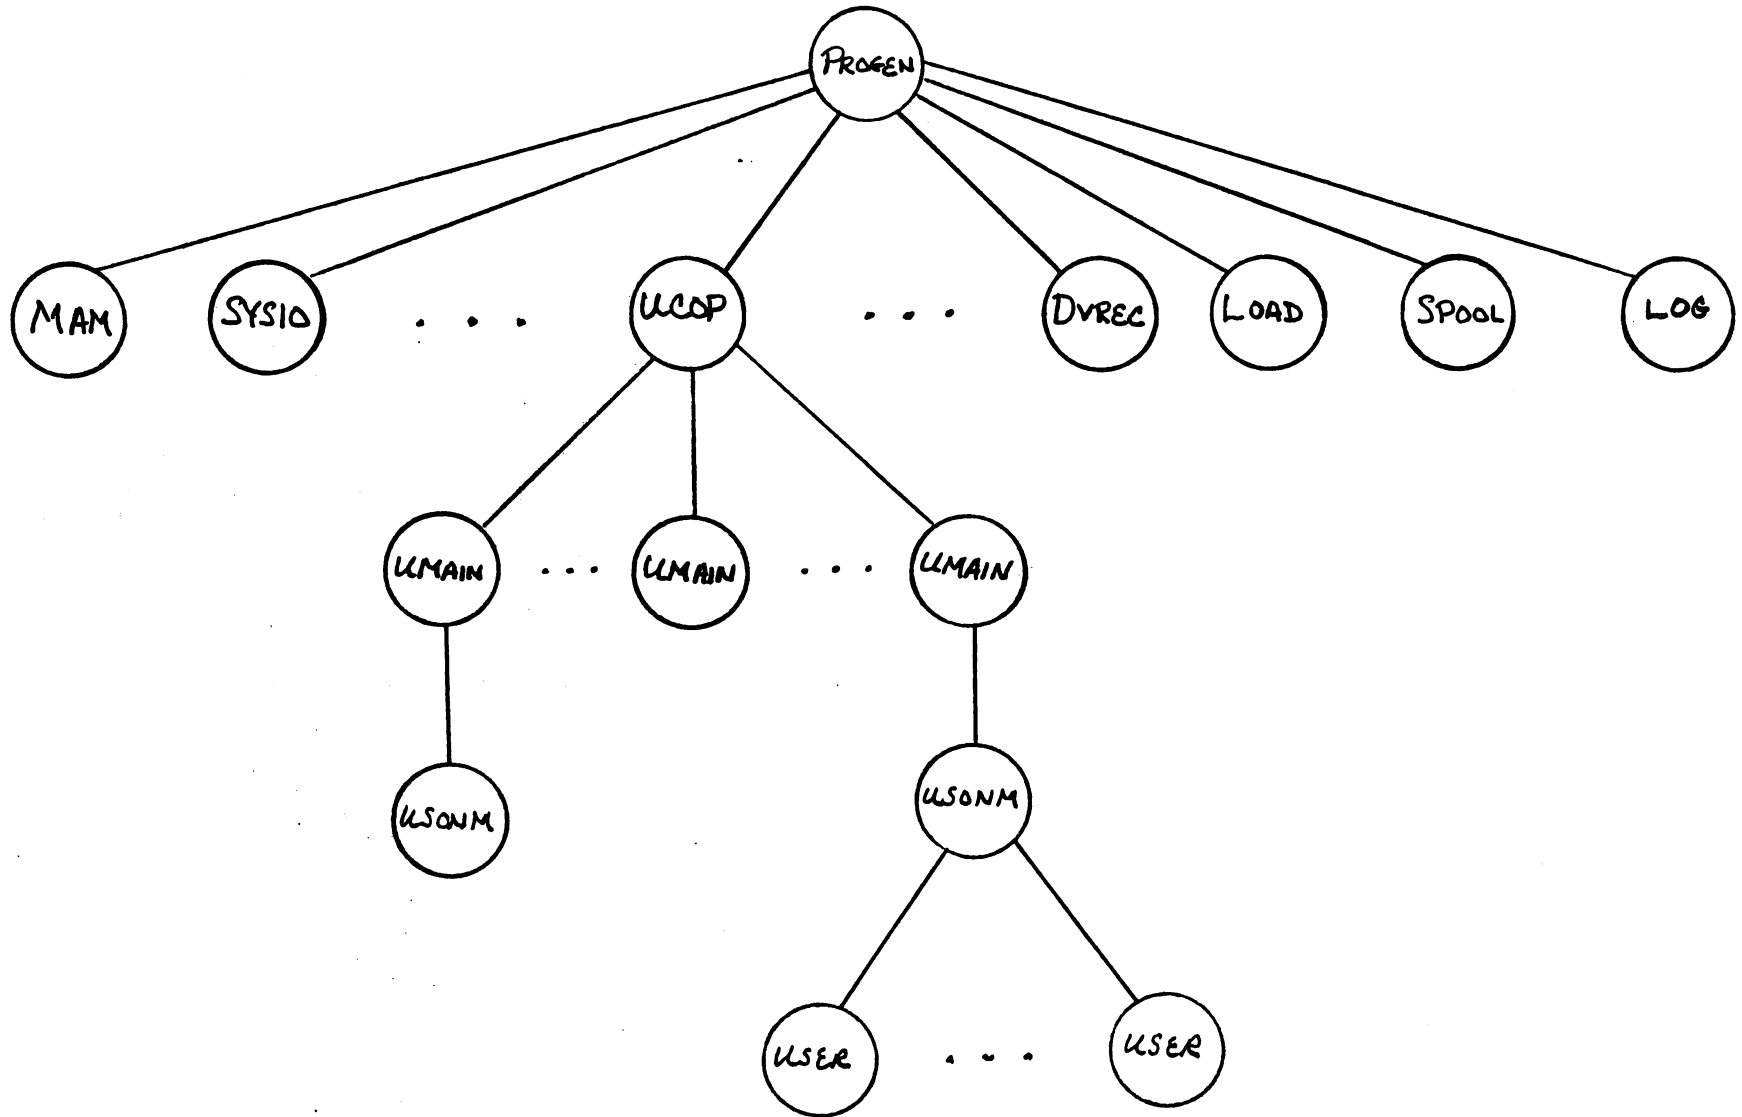 PROGEN
MAM SYSIO . . . UCOP . . . DVREC LOAD SPOOL LOG
UMAIN . . . UMAIN . . . UMAIN
USONM
USONM
USER . . . USER